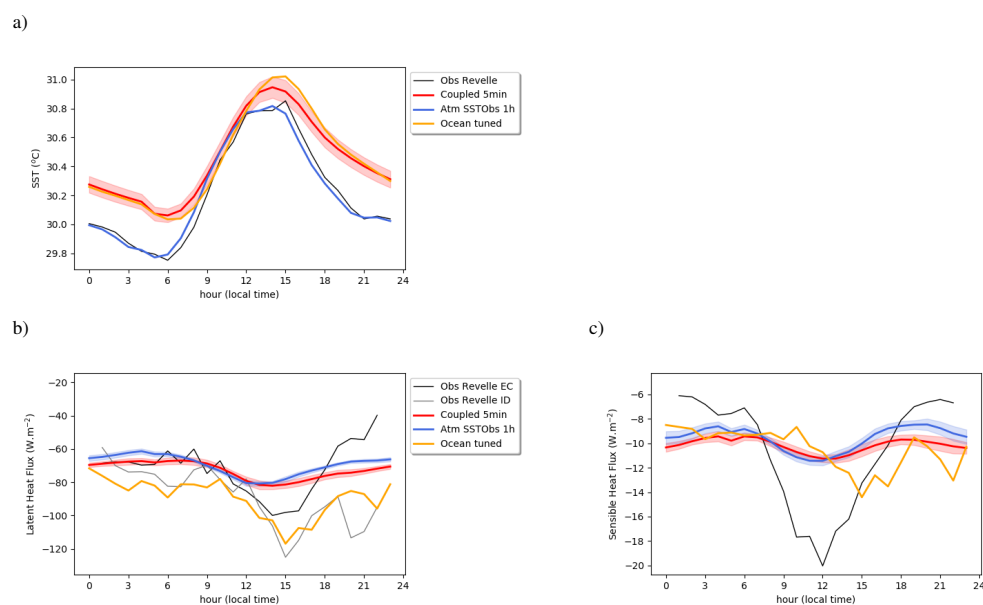 a)
31.0
30.8
30.6
30.4
30.2
30.0
29.8
SST (°C)
0 3 6 9 12 15 18 21 24
hour (local time)
Obs Revelle
Coupled 5min
Atm SSTObs 1h
Ocean tuned
b)
−20
−40
−60
−80
−100
−120
Latent Heat Flux (W.m⁻²)
0 3 6 9 12 15 18 21 24
hour (local time)
Obs Revelle EC
Obs Revelle ID
Coupled 5min
Atm SSTObs 1h
Ocean tuned
c)
−6
−8
−10
−12
−14
−16
−18
−20
Sensible Heat Flux (W.m⁻²)
0 3 6 9 12 15 18 21 24
hour (local time)